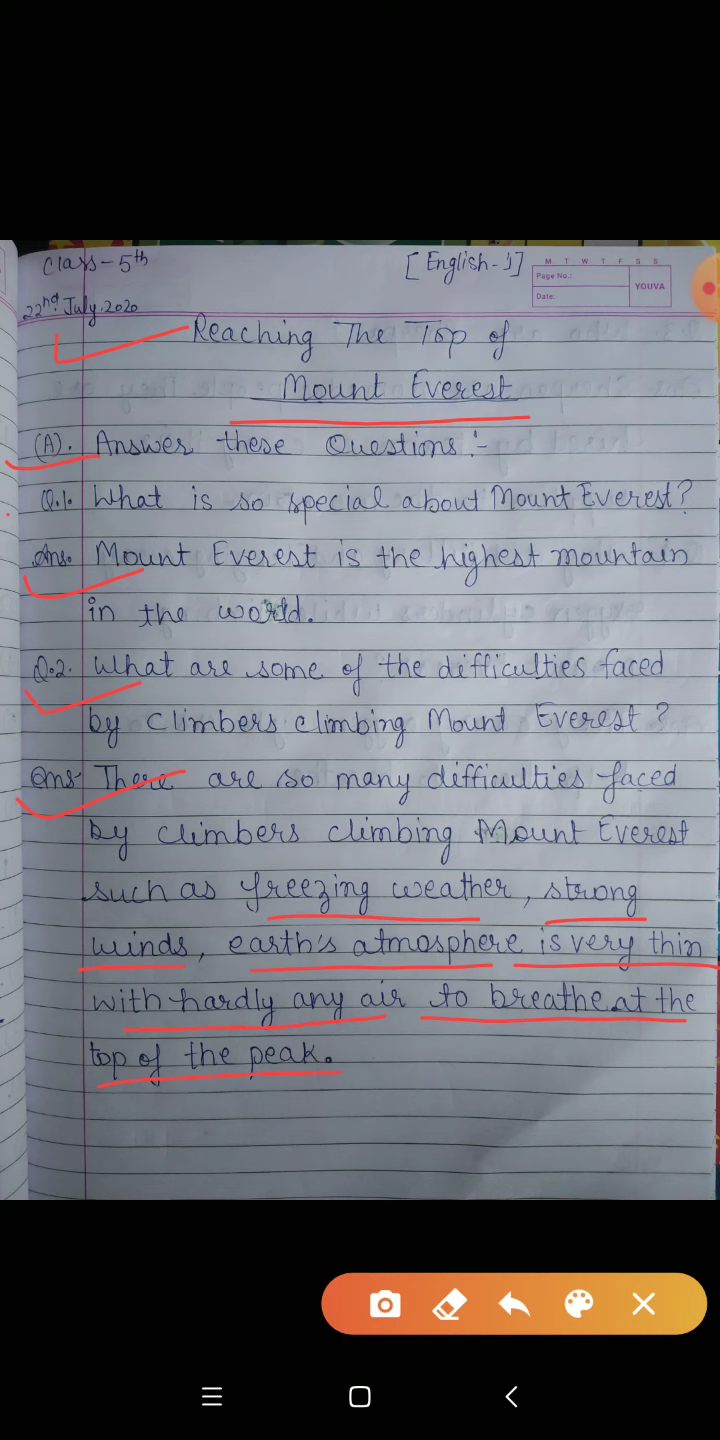 Class-5th
[English-1]
M T W T F S S
Page No.:
YOUVA
Date:
22nd July.2020
Reaching The Top of
Mount Everest
(A). Answer these Questions:-
Q.1. What is so special about Mount Everest?
Ans. Mount Everest is the highest mountain
in the world.
Q.2. What are some of the difficulties faced
by climbers climbing Mount Everest?
Ans- There are so many difficulties faced
by climbers climbing Mount Everest
such as freezing weather, strong
winds, earth's atmosphere is very thin
with hardly any air to breathe at the
top of the peak.